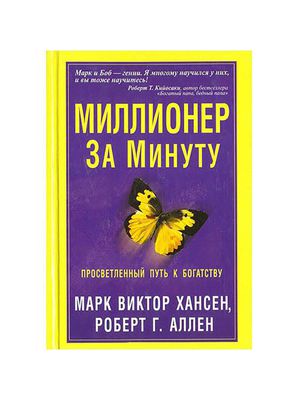 Марк и Боб — гении. Я многому научился у них,
и вы тоже научитесь!
Роберт Т. Кийосаки, автор бестселлера
«Богатый папа, бедный папа»
МИЛЛИОНЕР
ЗА МИНУТУ
ПРОСВЕТЛЕННЫЙ ПУТЬ К БОГАТСТВУ
МАРК ВИКТОР ХАНСЕН,
РОБЕРТ Г. АЛЛЕН